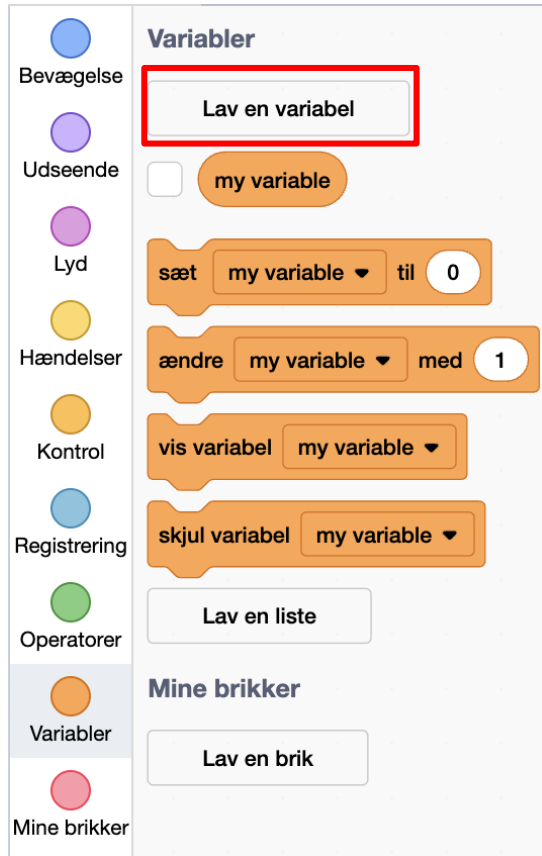 Bevægelse
Udseende
Lyd
Hændelser
Kontrol
Registrering
Operatorer
Variabler
Mine brikker
Variabler
Lav en variabel
my variable
sæt my variable til 0
ændre my variable med 1
vis variabel my variable
skjul variabel my variable
Lav en liste
Mine brikker
Lav en brik